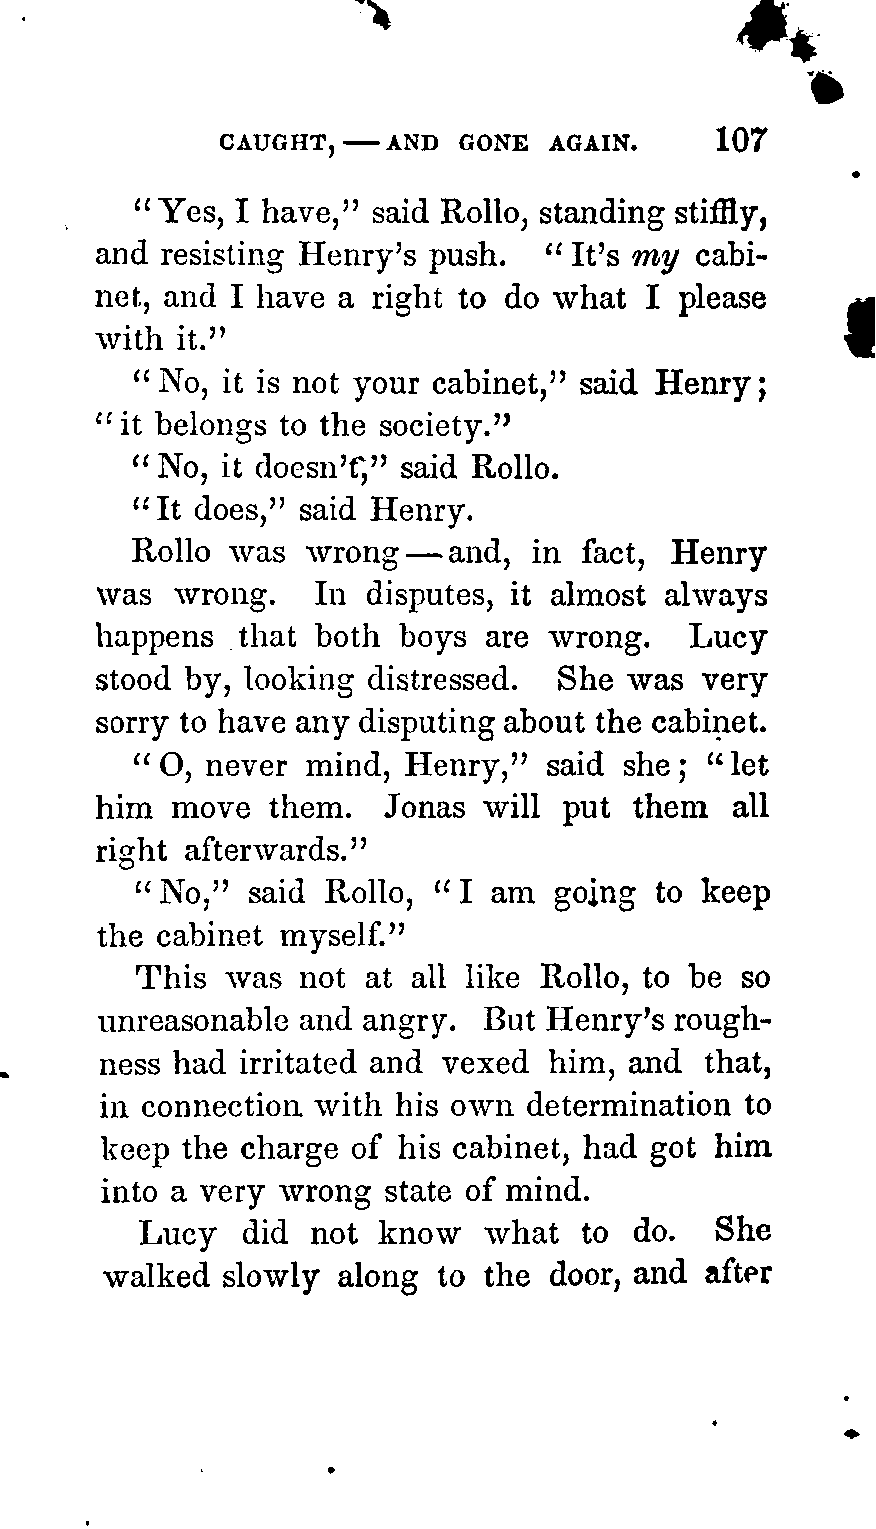 CAUGHT,—AND GONE AGAIN. 107
"Yes, I have," said Rollo, standing stiffly,
and resisting Henry's push. "It's my cabi-
net, and I have a right to do what I please
with it."
"No, it is not your cabinet," said Henry;
"it belongs to the society."
"No, it doesn't," said Rollo.
"It does," said Henry.
Rollo was wrong—and, in fact, Henry
was wrong. In disputes, it almost always
happens that both boys are wrong. Lucy
stood by, looking distressed. She was very
sorry to have any disputing about the cabinet.
"O, never mind, Henry," said she; "let
him move them. Jonas will put them all
right afterwards."
"No," said Rollo, "I am going to keep
the cabinet myself."
This was not at all like Rollo, to be so
unreasonable and angry. But Henry's rough-
ness had irritated and vexed him, and that,
in connection with his own determination to
keep the charge of his cabinet, had got him
into a very wrong state of mind.
Lucy did not know what to do. She
walked slowly along to the door, and after